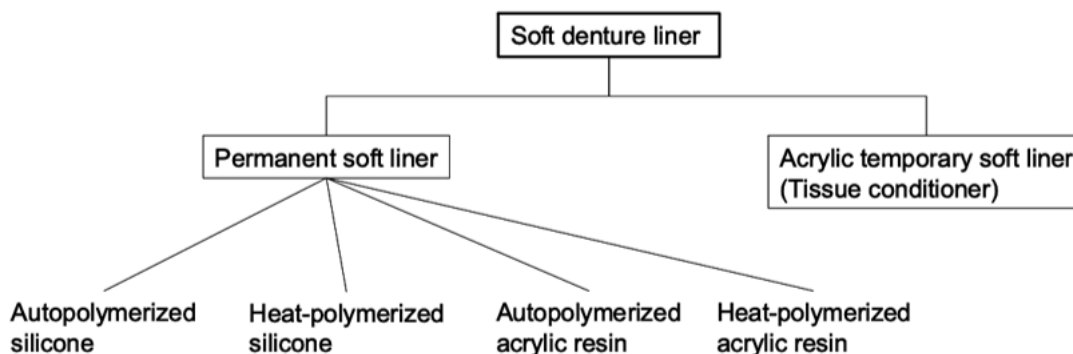 Soft denture liner
Permanent soft liner
Acrylic temporary soft liner
(Tissue conditioner)
Autopolymerized
silicone
Heat-polymerized
silicone
Autopolymerized
acrylic resin
Heat-polymerized
acrylic resin